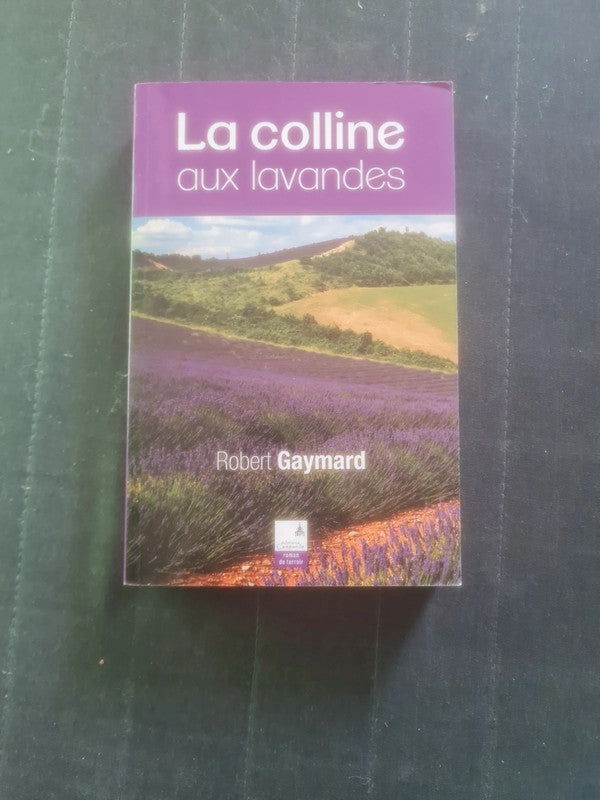 La colline
aux lavandes
Robert Gaymard
roman
de terroir